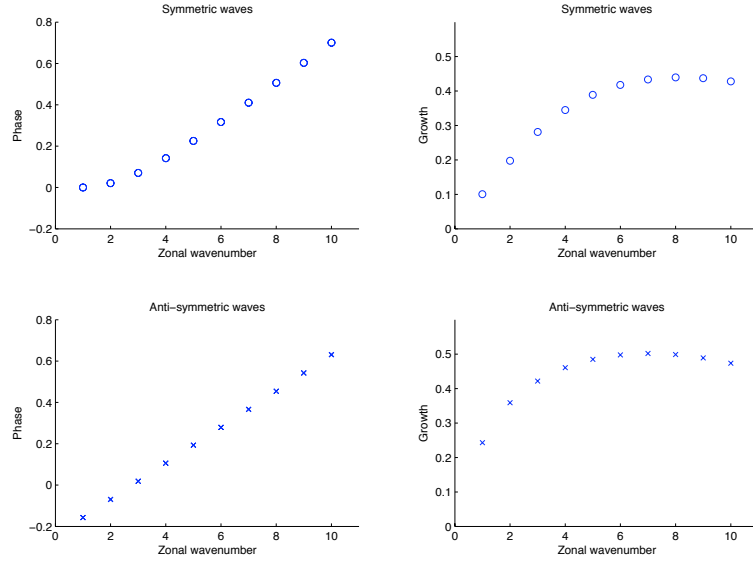 Symmetric waves
Phase
0.8
0.6
0.4
0.2
0
−0.2
0 2 4 6 8 10
Zonal wavenumber
Symmetric waves
Growth
0.5
0.4
0.3
0.2
0.1
0
0 2 4 6 8 10
Zonal wavenumber
Anti−symmetric waves
Phase
0.8
0.6
0.4
0.2
0
−0.2
0 2 4 6 8 10
Zonal wavenumber
Anti−symmetric waves
Growth
0.5
0.4
0.3
0.2
0.1
0
0 2 4 6 8 10
Zonal wavenumber